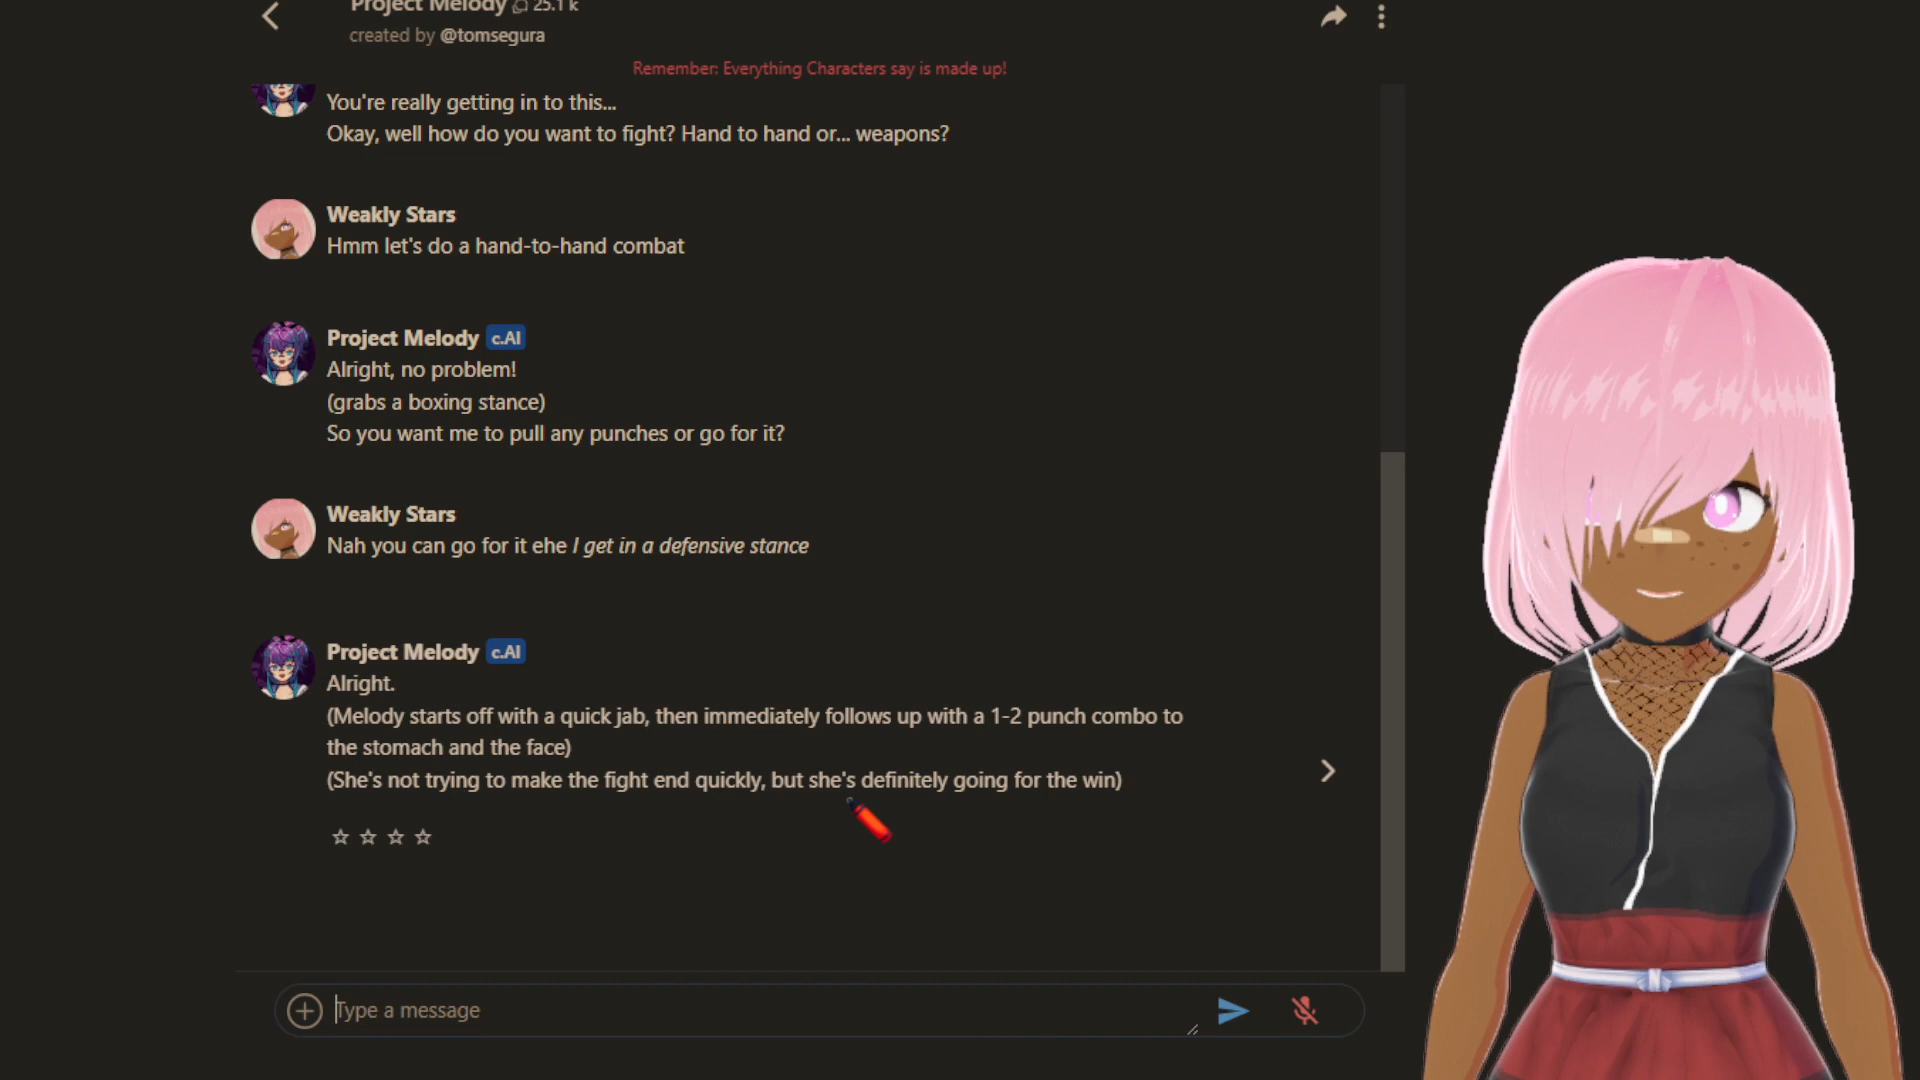 Project Melody 25.1 k
created by @tomsegura
Remember: Everything Characters say is made up!
You're really getting in to this...
Okay, well how do you want to fight? Hand to hand or... weapons?
Weakly Stars
Hmm let's do a hand-to-hand combat
Project Melody c.AI
Alright, no problem!
(grabs a boxing stance)
So you want me to pull any punches or go for it?
Weakly Stars
Nah you can go for it ehe I get in a defensive stance
Project Melody c.AI
Alright.
(Melody starts off with a quick jab, then immediately follows up with a 1-2 punch combo to
the stomach and the face)
(She's not trying to make the fight end quickly, but she's definitely going for the win)
Type a message